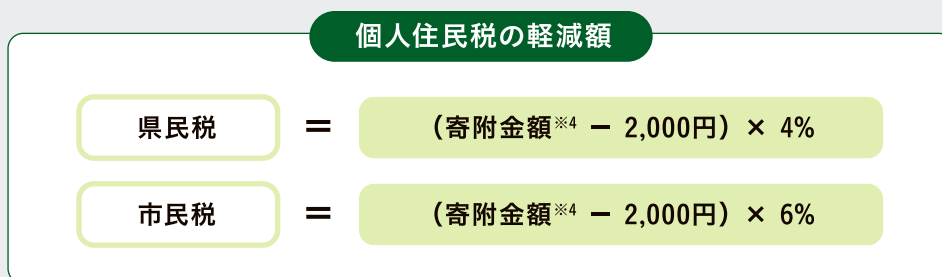 個人住民税の軽減額
県民税 = (寄附金額※4 － 2,000円) × 4%
市民税 = (寄附金額※4 － 2,000円) × 6%